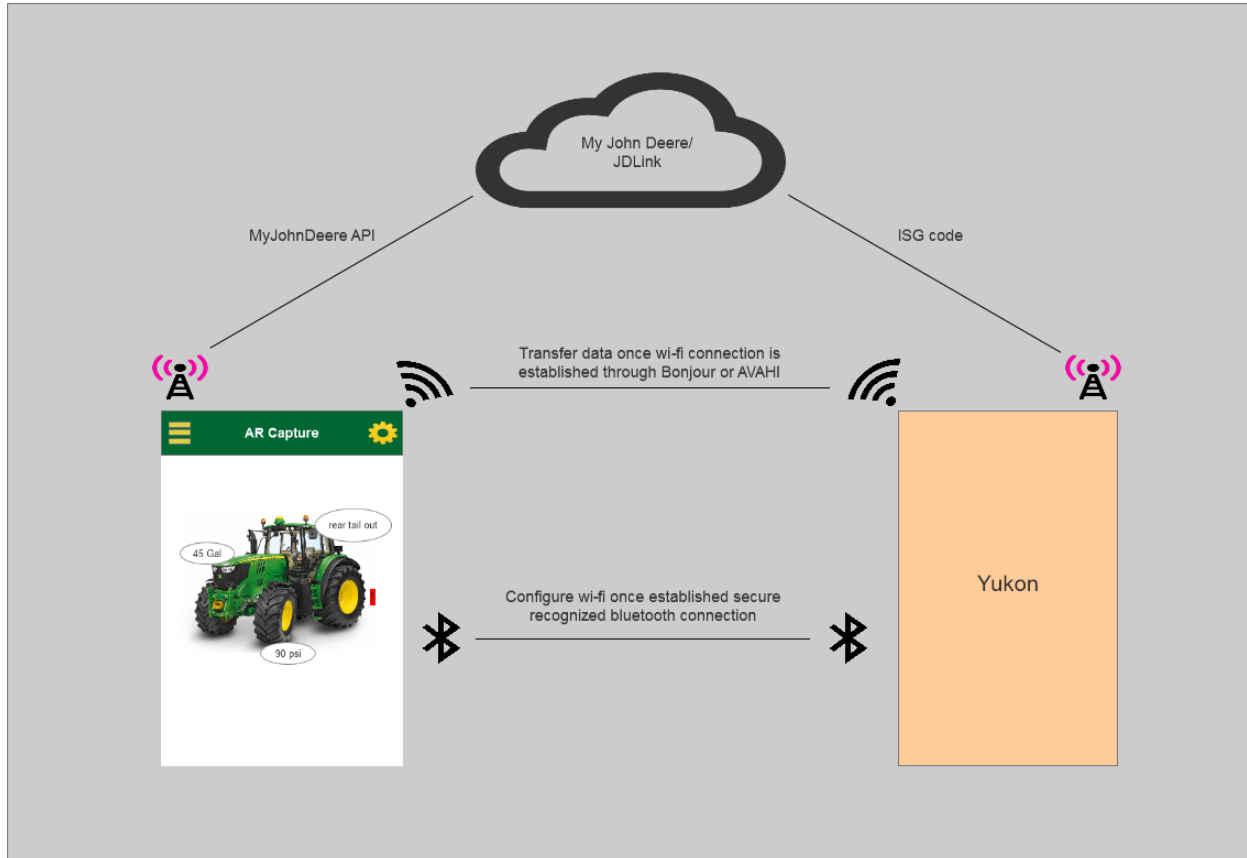 My John Deere/
JDLink
MyJohnDeere API
ISG code
Transfer data once wi-fi connection is
established through Bonjour or AVAHI
AR Capture
rear tail out
45 Gal
90 psi
Configure wi-fi once established secure
recognized bluetooth connection
Yukon